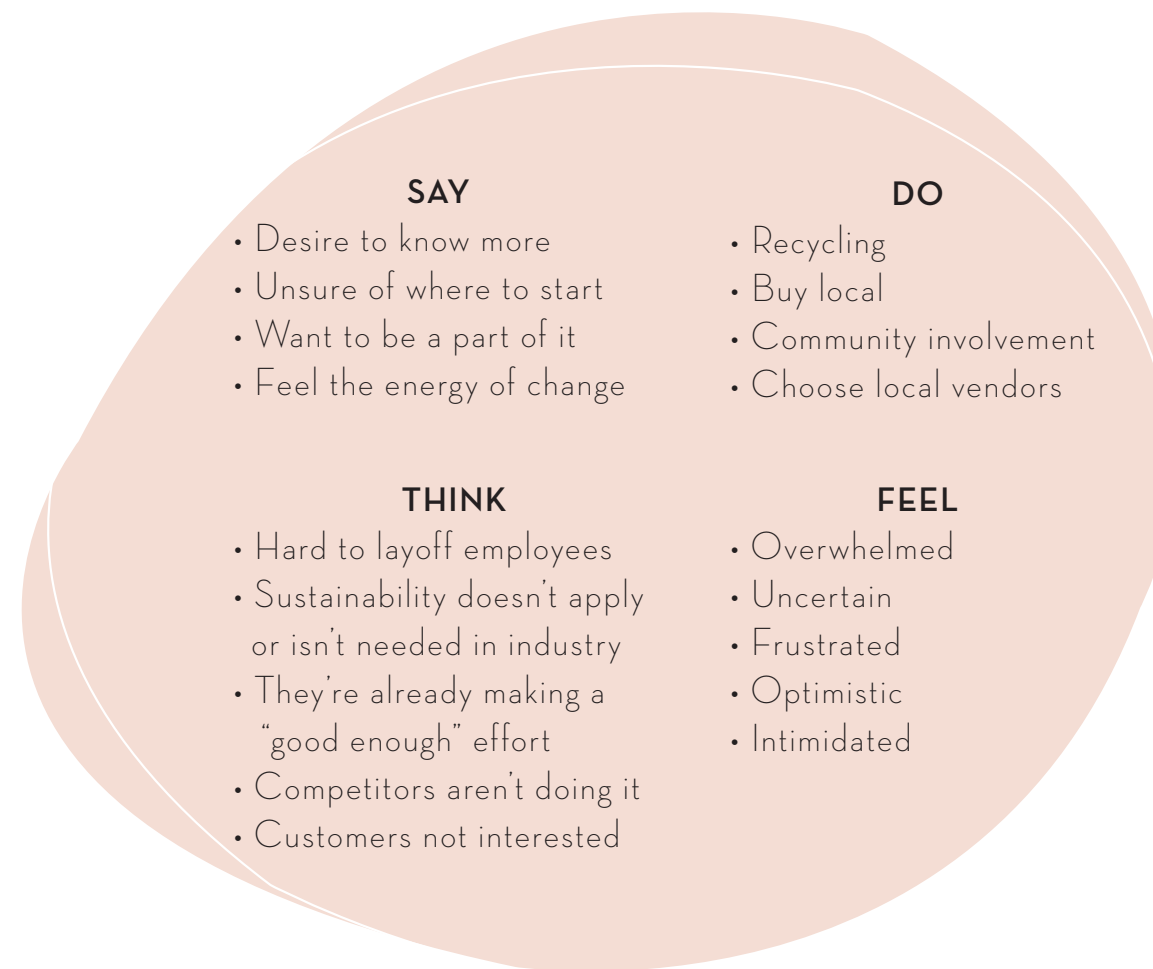 SAY
• Desire to know more
• Unsure of where to start
• Want to be a part of it
• Feel the energy of change
DO
• Recycling
• Buy local
• Community involvement
• Choose local vendors
THINK
• Hard to layoff employees
• Sustainability doesn't apply
or isn't needed in industry
• They're already making a
“good enough” effort
• Competitors aren't doing it
• Customers not interested
FEEL
• Overwhelmed
• Uncertain
• Frustrated
• Optimistic
• Intimidated